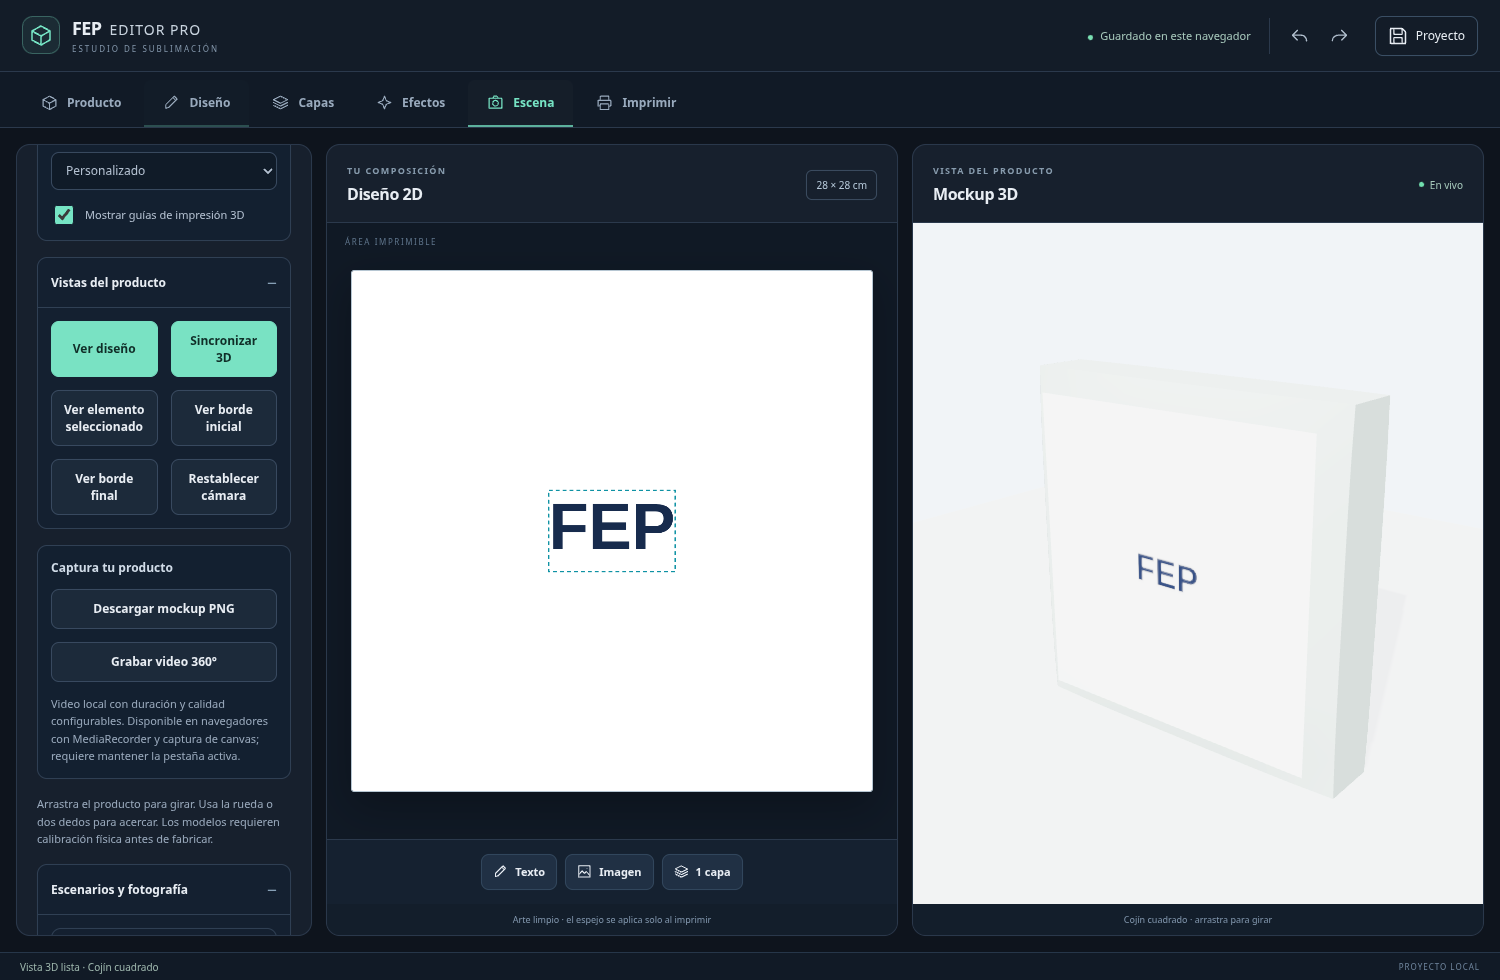 FEP EDITOR PRO
ESTUDIO DE SUBLIMACIÓN
Guardado en este navegador
Proyecto
Producto
Diseño
Capas
Efectos
Escena
Imprimir
Personalizado
Mostrar guías de impresión 3D
Vistas del producto
Ver diseño
Sincronizar
3D
Ver elemento
seleccionado
Ver borde
inicial
Ver borde
final
Restablecer
cámara
Captura tu producto
Descargar mockup PNG
Grabar video 360°
Video local con duración y calidad
configurables. Disponible en navegadores
con MediaRecorder y captura de canvas;
requiere mantener la pestaña activa.
Arrastra el producto para girar. Usa la rueda o
dos dedos para acercar. Los modelos requieren
calibración física antes de fabricar.
Escenarios y fotografía
TU COMPOSICIÓN
Diseño 2D
28 × 28 cm
ÁREA IMPRIMIBLE
FEP
Texto
Imagen
1 capa
Arte limpio · el espejo se aplica solo al imprimir
VISTA DEL PRODUCTO
Mockup 3D
En vivo
FEP
Cojín cuadrado · arrastra para girar
Vista 3D lista · Cojín cuadrado
PROYECTO LOCAL